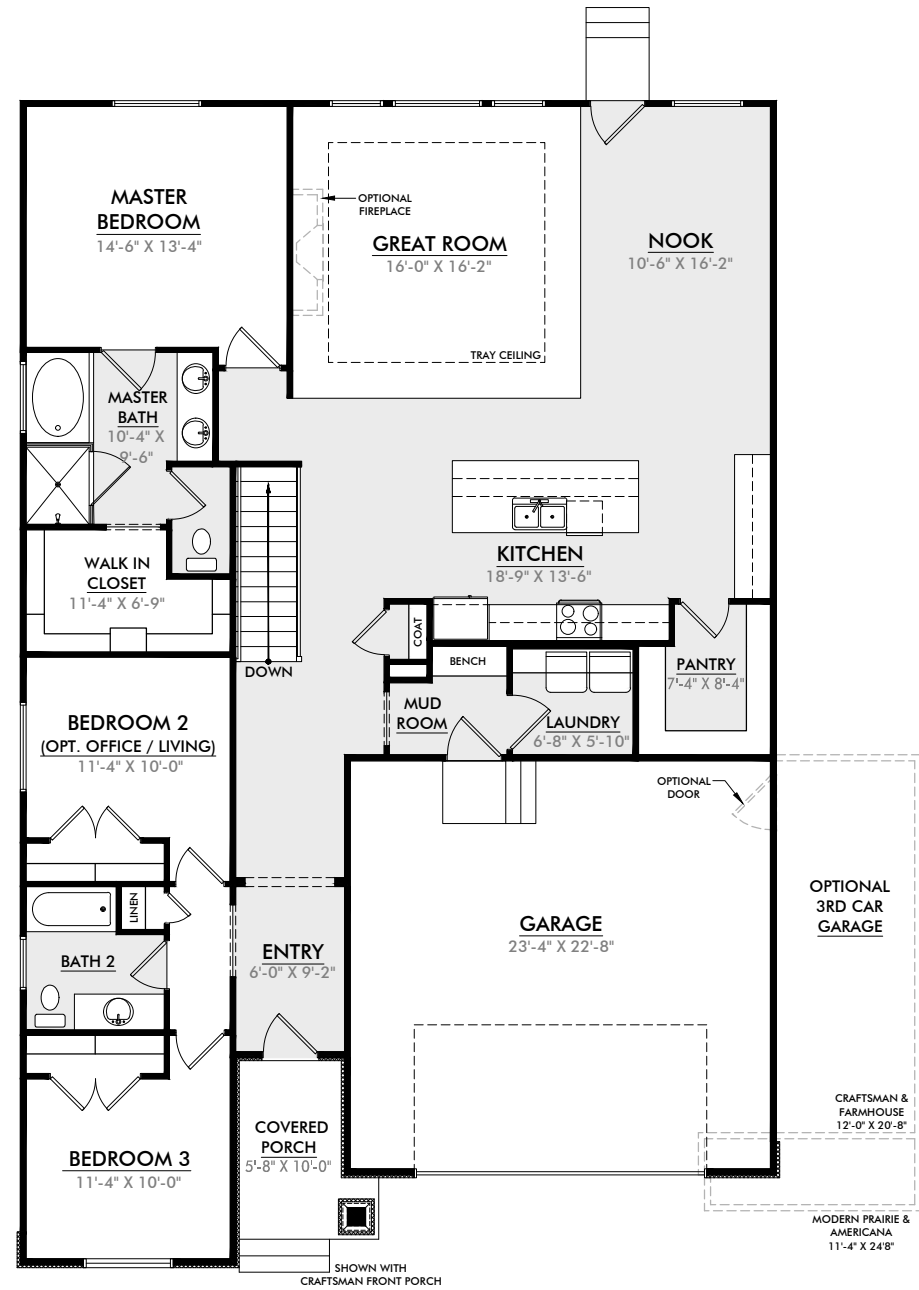 MASTER
BEDROOM
14'-6" X 13'-4"
OPTIONAL
FIREPLACE
GREAT ROOM
16'-0" X 16'-2"
TRAY CEILING
NOOK
10'-6" X 16'-2"
MASTER
BATH
10'-4" X
9'-6"
WALK IN
CLOSET
11'-4" X 6'-9"
KITCHEN
18'-9" X 13'-6"
DOWN
COAT
BENCH
PANTRY
7'-4" X 8'-4"
MUD
ROOM
LAUNDRY
6'-8" X 5'-10"
BEDROOM 2
(OPT. OFFICE / LIVING)
11'-4" X 10'-0"
OPTIONAL
DOOR
LINEN
BATH 2
ENTRY
6'-0" X 9'-2"
GARAGE
23'-4" X 22'-8"
OPTIONAL
3RD CAR
GARAGE
CRAFTSMAN &
FARMHOUSE
12'-0" X 20'-8"
COVERED
PORCH
5'-8" X 10'-0"
BEDROOM 3
11'-4" X 10'-0"
MODERN PRAIRIE &
AMERICANA
11'-4" X 24'8"
SHOWN WITH
CRAFTSMAN FRONT PORCH